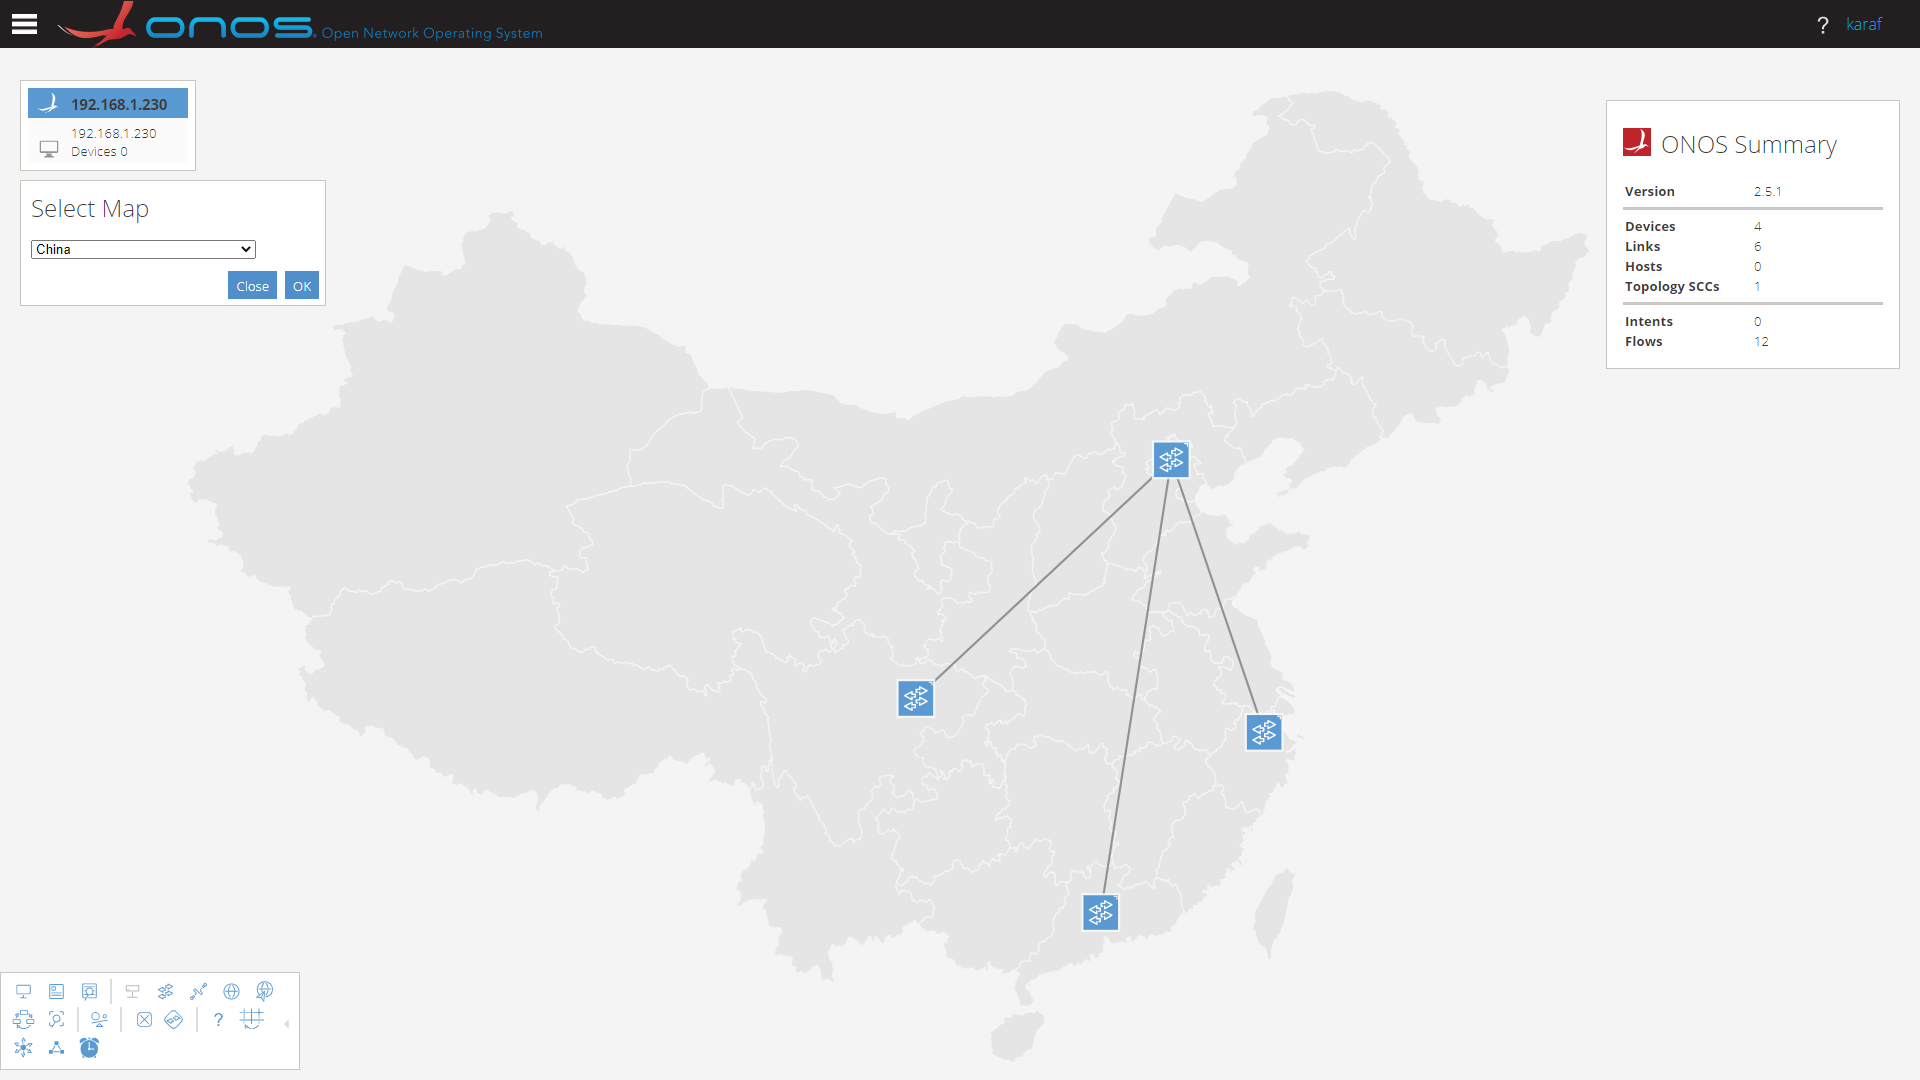 onos. Open Network Operating System
? karaf
192.168.1.230
192.168.1.230
Devices 0
Select Map
China
Close OK
ONOS Summary
Version 2.5.1
Devices 4
Links 6
Hosts 0
Topology SCCs 1
Intents 0
Flows 12
?